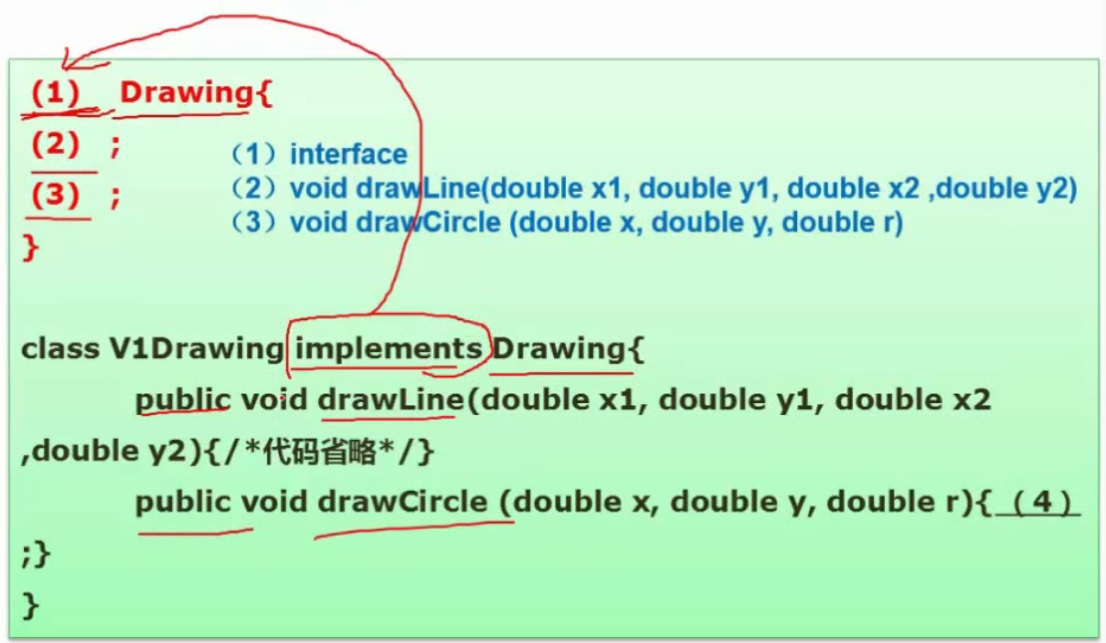 (1) Drawing{
(2) ;
(3) ;
}
（1）interface
（2）void drawLine(double x1, double y1, double x2 ,double y2)
（3）void drawCircle (double x, double y, double r)
class V1Drawing implements Drawing{
public void drawLine(double x1, double y1, double x2
,double y2){/*代码省略*/}
public void drawCircle (double x, double y, double r){（4）
;}
}